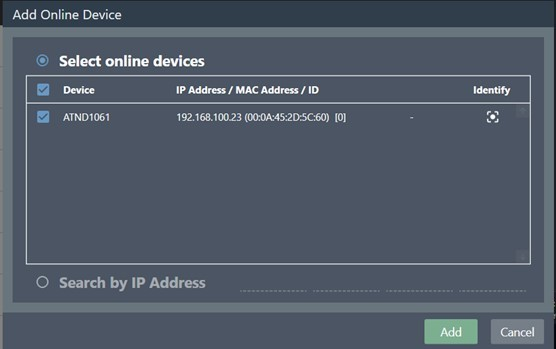 Add Online Device
Select online devices
Device IP Address / MAC Address / ID Identify
ATND1061 192.168.100.23 (00:0A:45:2D:5C:60) [0] -
Search by IP Address
Add Cancel